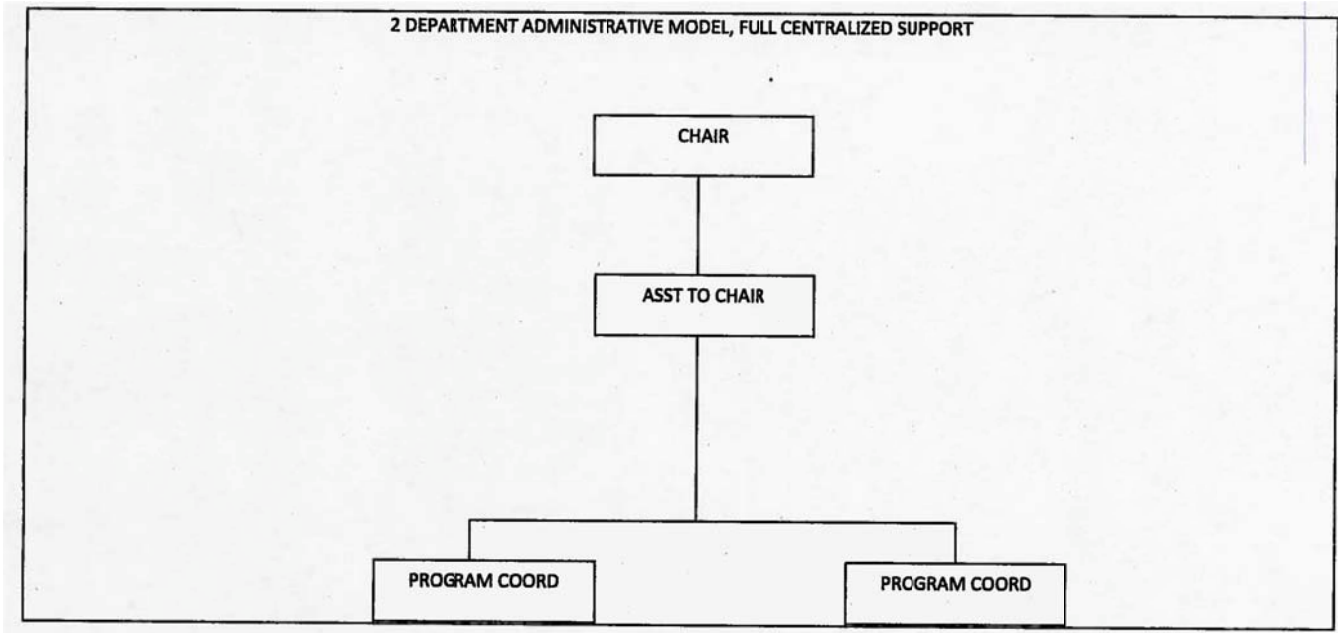 2 DEPARTMENT ADMINISTRATIVE MODEL, FULL CENTRALIZED SUPPORT
CHAIR
ASST TO CHAIR
PROGRAM COORD
PROGRAM COORD